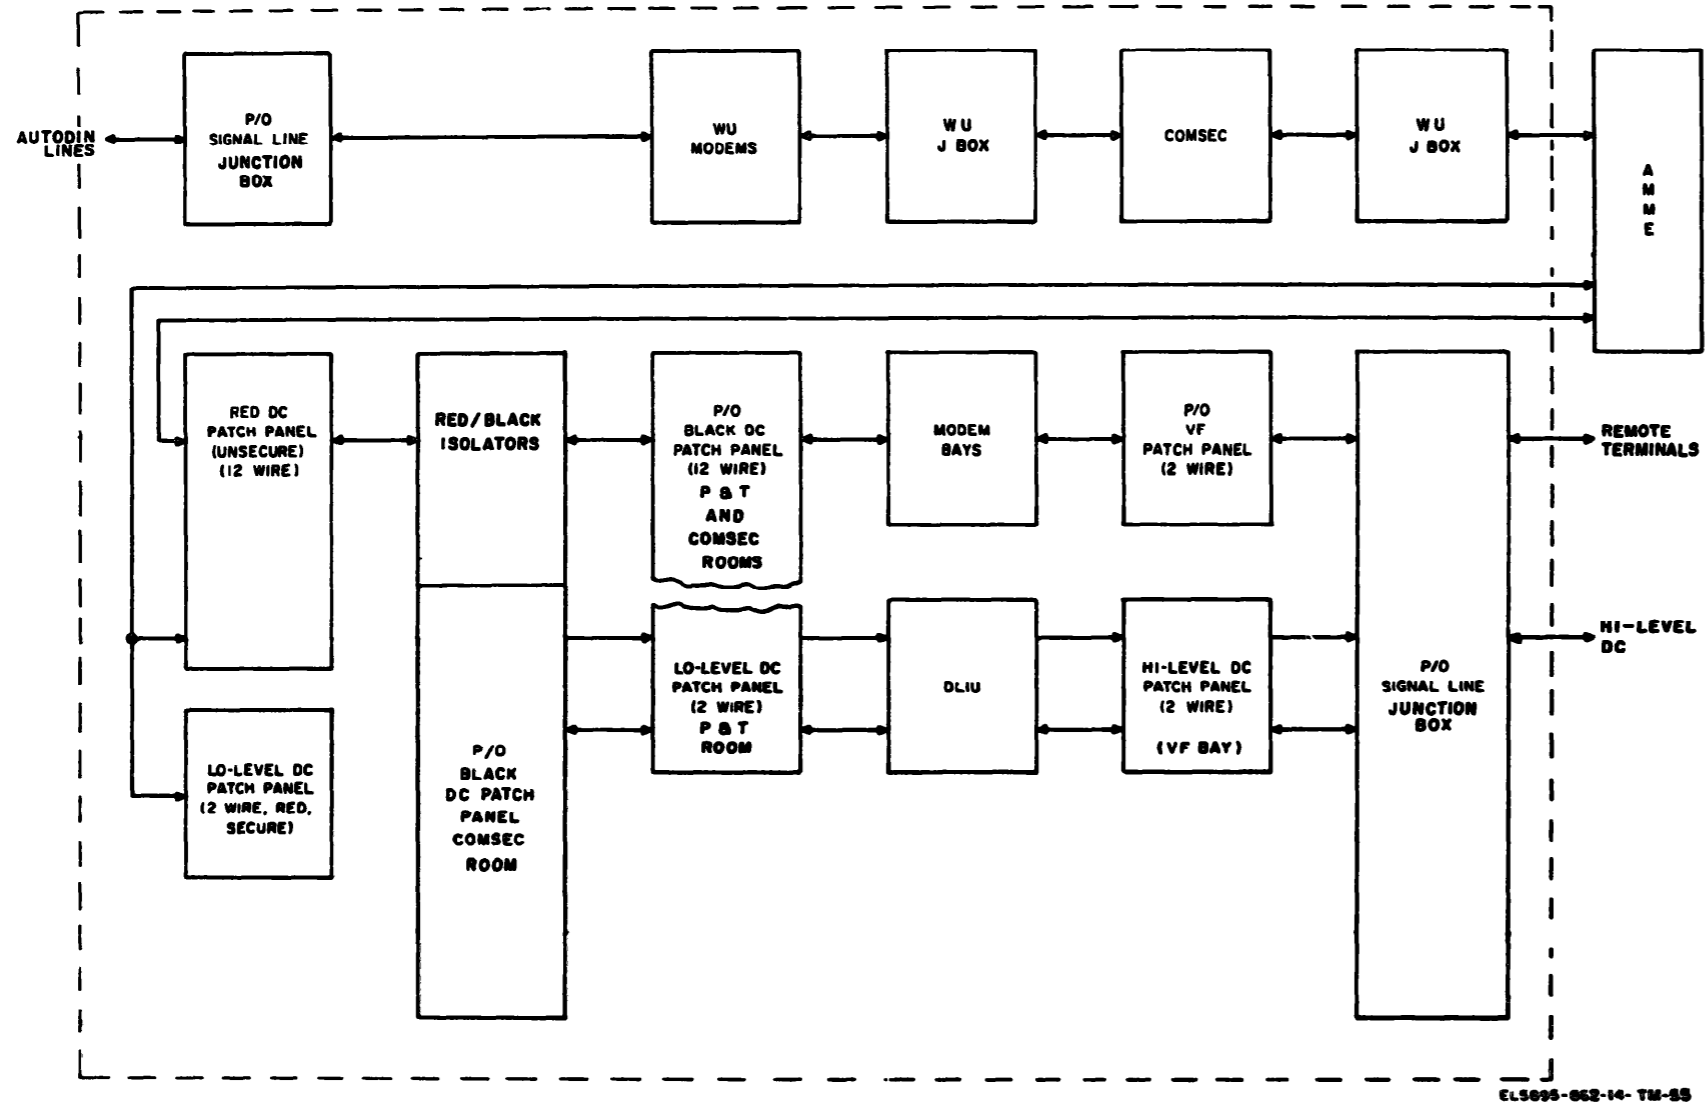 AUTODIN
LINES
P/O
SIGNAL LINE
JUNCTION
BOX
WU
MODEMS
WU
J BOX
COMSEC
WU
J BOX
A
M
M
E
RED DC
PATCH PANEL
(UNSECURE)
(12 WIRE)
RED/BLACK
ISOLATORS
P/O
BLACK DC
PATCH PANEL
(12 WIRE)
P & T
AND
COMSEC
ROOMS
MODEM
BAYS
P/O
VF
PATCH PANEL
(2 WIRE)
REMOTE
TERMINALS
LO-LEVEL DC
PATCH PANEL
(2 WIRE, RED,
SECURE)
P/O
BLACK
DC PATCH
PANEL
COMSEC
ROOM
LO-LEVEL DC
PATCH PANEL
(2 WIRE)
P & T
ROOM
DLIU
HI-LEVEL DC
PATCH PANEL
(2 WIRE)
(VF BAY)
P/O
SIGNAL LINE
JUNCTION
BOX
HI-LEVEL
DC
EL5895-862-14-TM-55